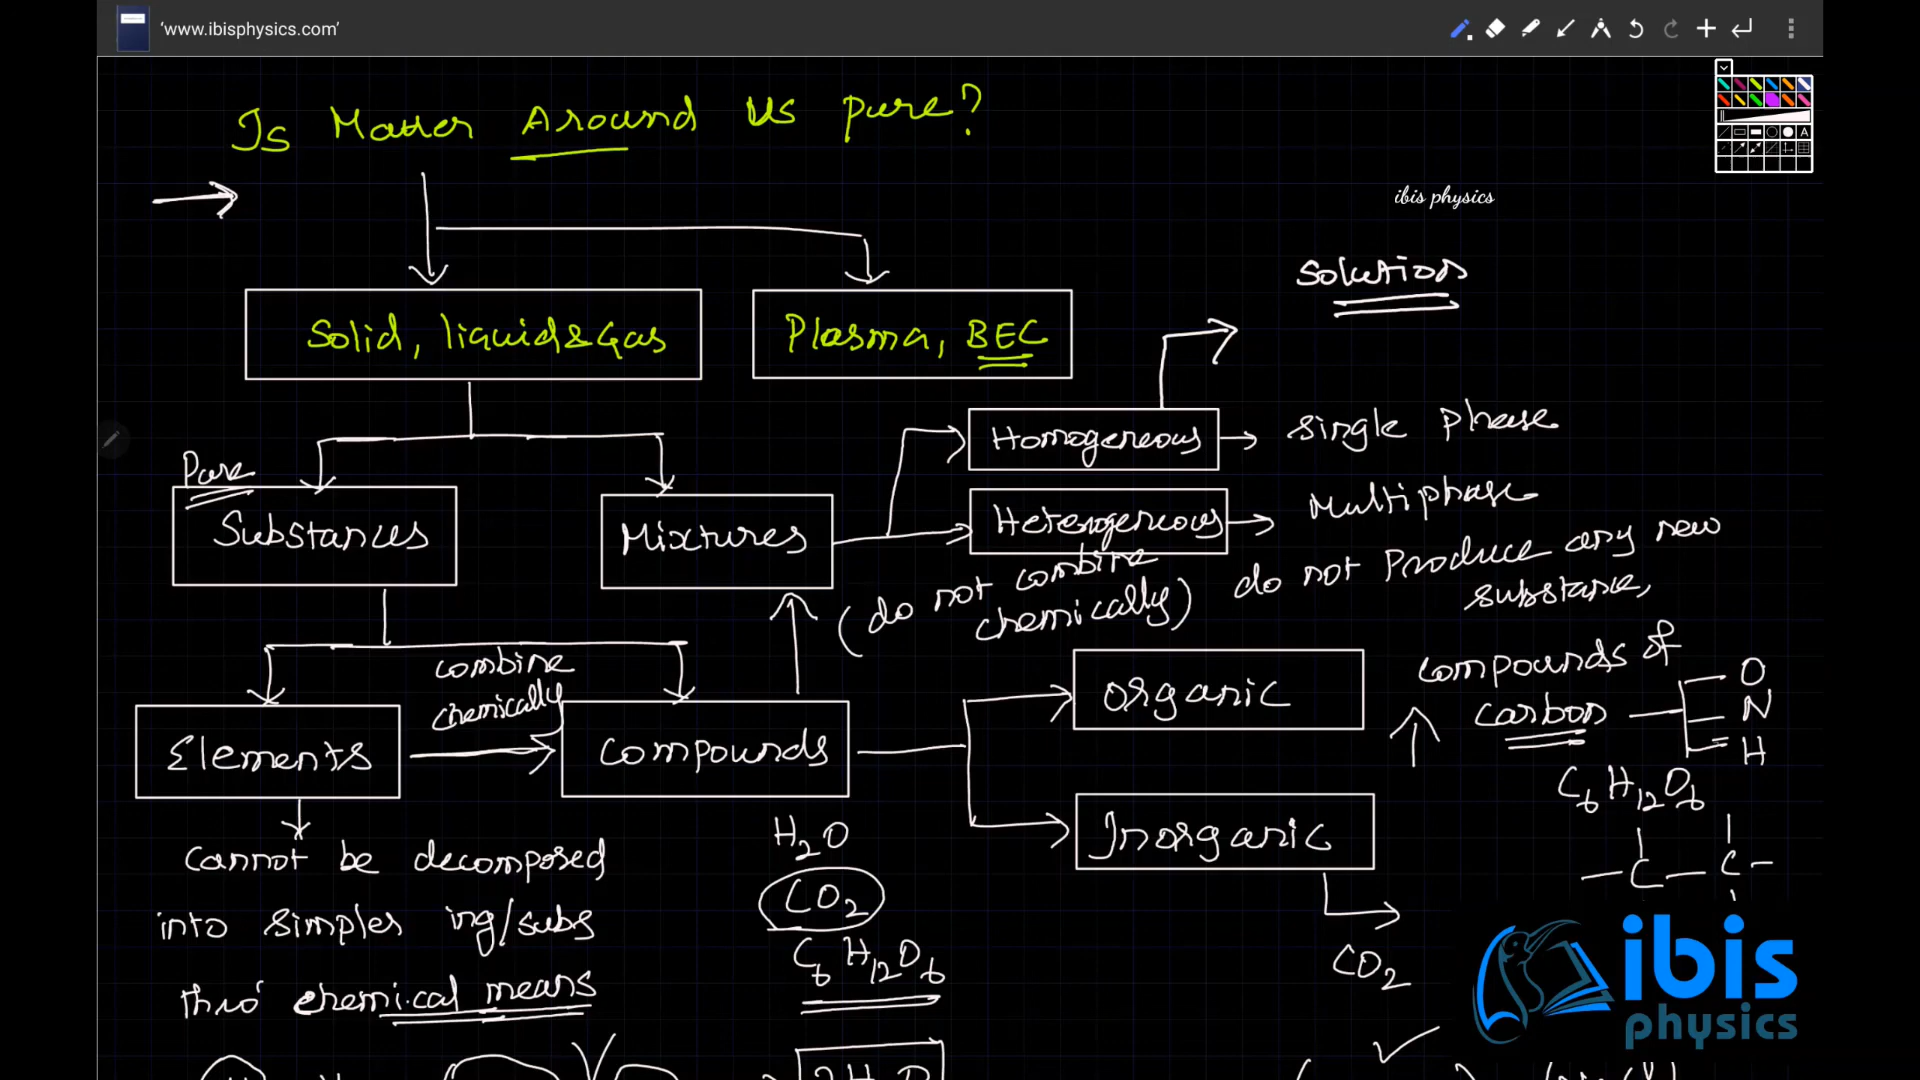 'www.ibisphysics.com'
Is Matter Around Us pure?
ibis physics
Solution
Solid, liquid & Gas
Plasma, BEC
Homogeneous
single phase
Pure
Substances
Mixtures
Heterogeneous
Multiphase
(do not combine
chemically)
do not produce any new
substance,
combine
chemically
Elements
Compounds
organic
compounds of
carbon
O
N
H
C6H12O6
Inorganic
C
C
cannot be decomposed
into simpler ing/subs
thro' chemical means
H2O
CO2
C6H12O6
CO2
ibis
physics